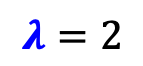 λ = 2